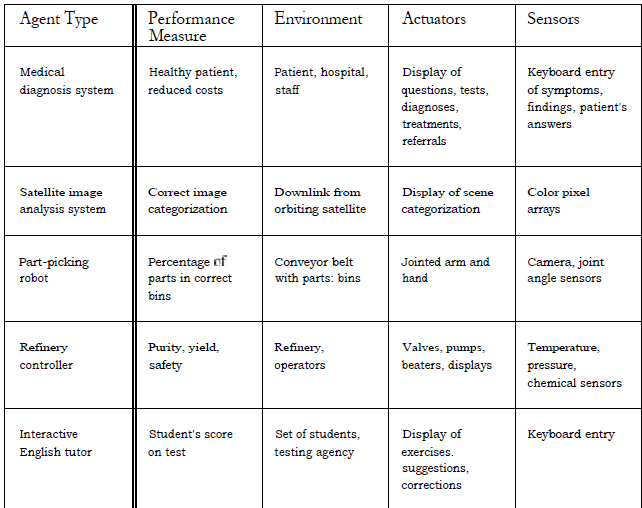 Agent Type
Performance
Measure
Environment
Actuators
Sensors
Medical
diagnosis system
Healthy patient,
reduced costs
Patient, hospital,
staff
Display of
questions, tests,
diagnoses,
treatments,
referrals
Keyboard entry
of symptoms,
findings, patient's
answers
Satellite image
analysis system
Correct image
categorization
Downlink from
orbiting satellite
Display of scene
categorization
Color pixel
arrays
Part-picking
robot
Percentage of
parts in correct
bins
Conveyor belt
with parts: bins
Jointed arm and
hand
Camera, joint
angle sensors
Refinery
controller
Purity, yield,
safety
Refinery,
operators
Valves, pumps,
beaters, displays
Temperature,
pressure,
chemical sensors
Interactive
English tutor
Student's score
on test
Set of students,
testing agency
Display of
exercises.
suggestions,
corrections
Keyboard entry